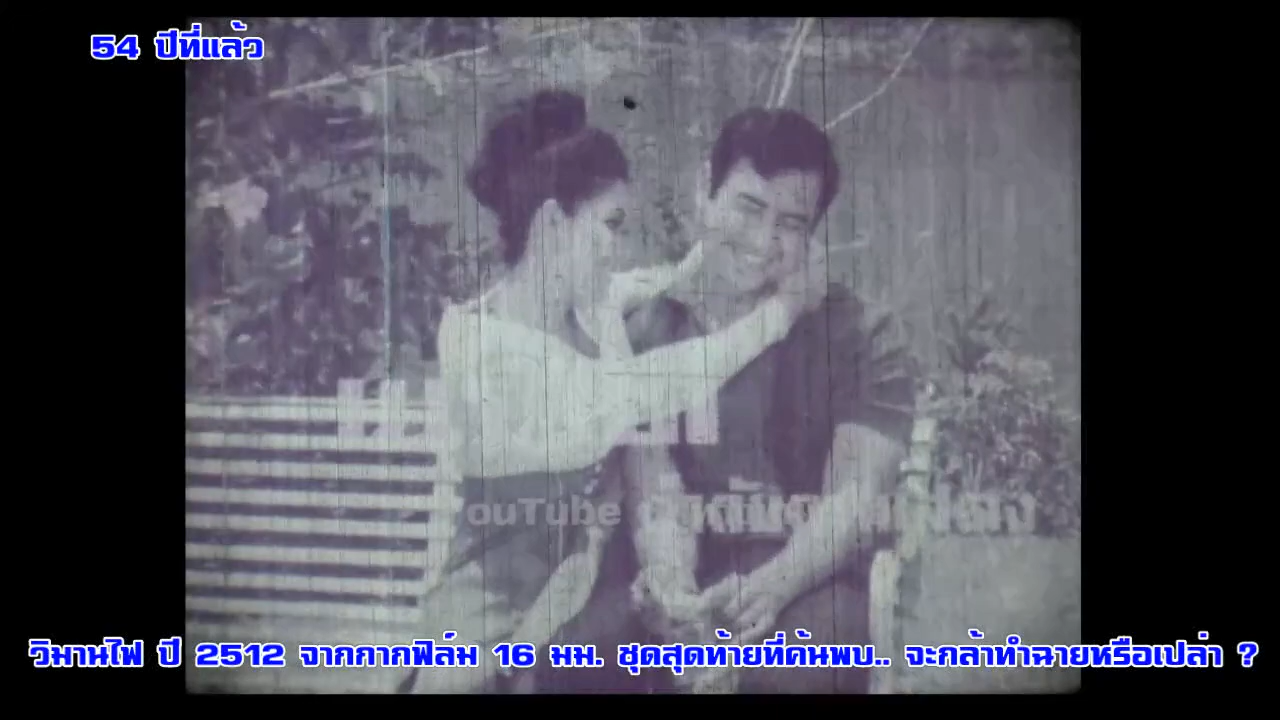 54 ปีที่แล้ว
YouTube
วิมานไฟ ปี 2512 จากกากฟิล์ม 16 มม. ชุดสุดท้ายที่ค้นพบ.. จะกล้าทำฉายหรือเปล่า ?